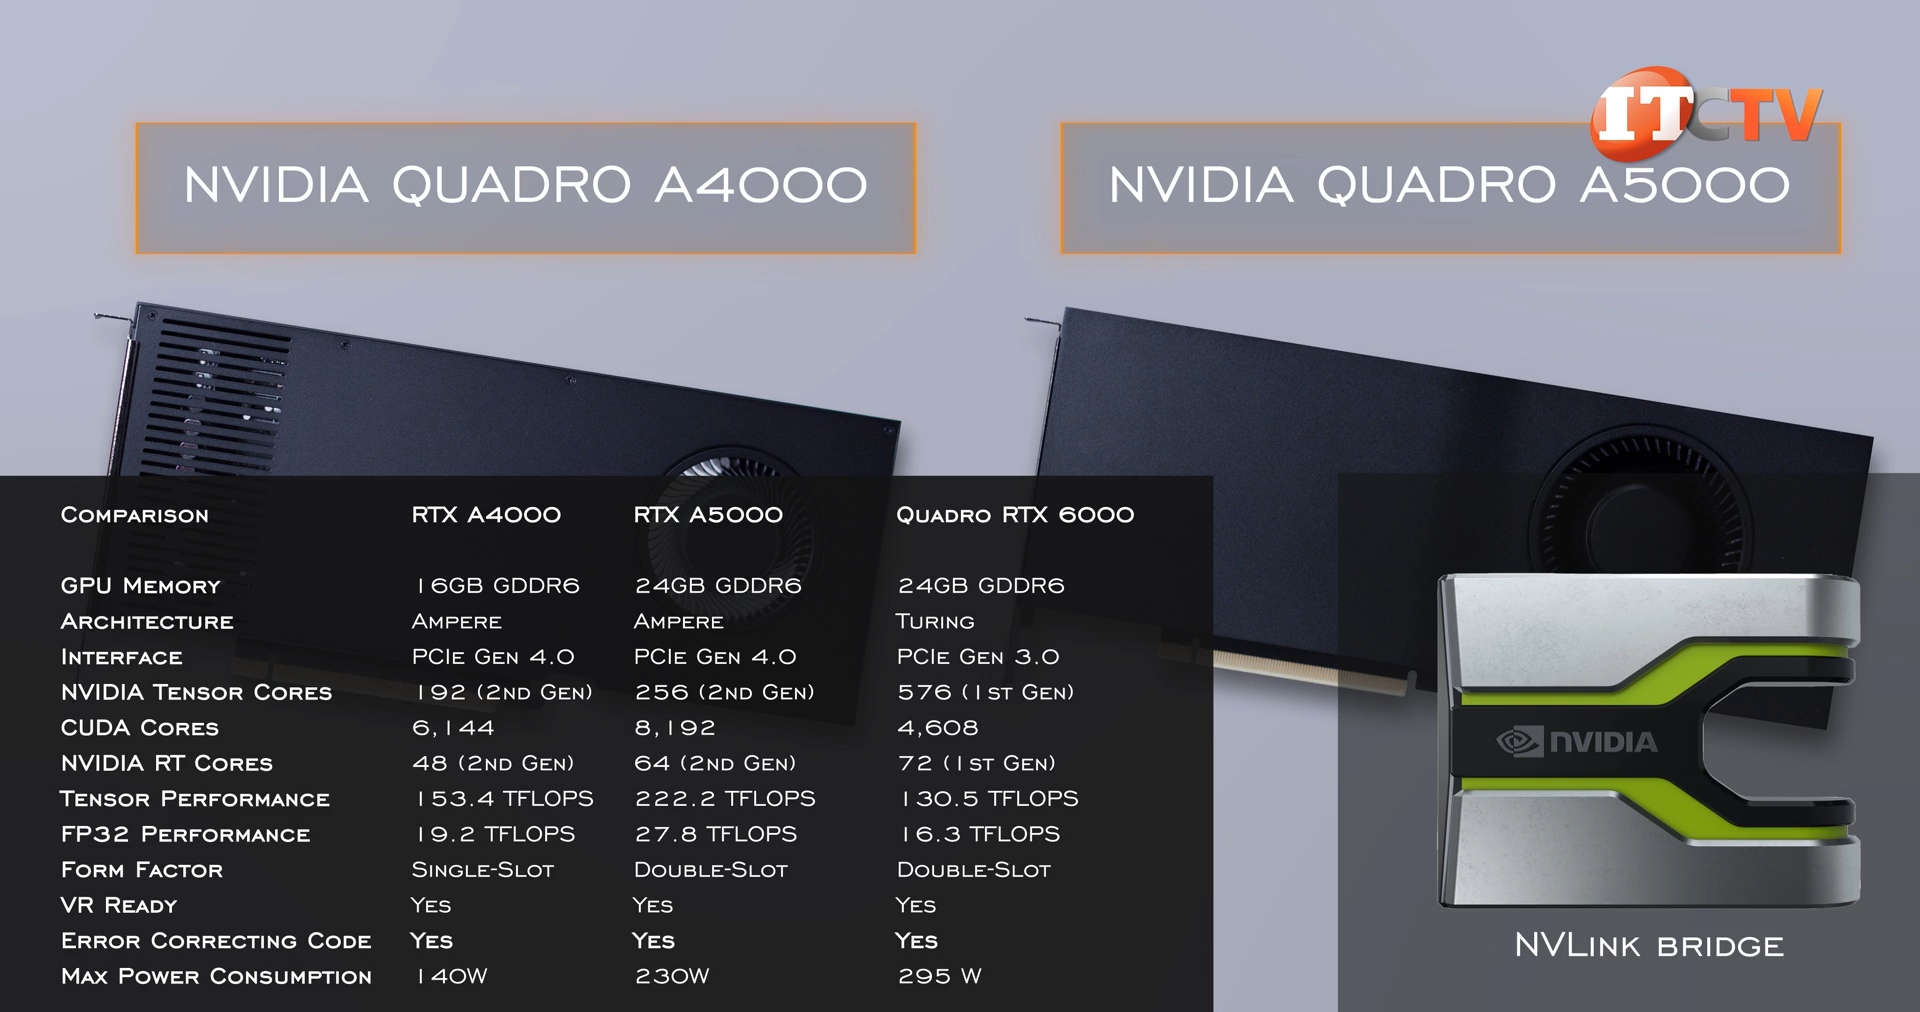 ITCTV
NVIDIA QUADRO A4000
NVIDIA QUADRO A5000
Comparison RTX A4000 RTX A5000 Quadro RTX 6000
GPU Memory 16GB GDDR6 24GB GDDR6 24GB GDDR6
Architecture Ampere Ampere Turing
Interface PCIe Gen 4.0 PCIe Gen 4.0 PCIe Gen 3.0
NVIDIA Tensor Cores 192 (2nd Gen) 256 (2nd Gen) 576 (1st Gen)
CUDA Cores 6,144 8,192 4,608
NVIDIA RT Cores 48 (2nd Gen) 64 (2nd Gen) 72 (1st Gen)
Tensor Performance 153.4 TFLOPS 222.2 TFLOPS 130.5 TFLOPS
FP32 Performance 19.2 TFLOPS 27.8 TFLOPS 16.3 TFLOPS
Form Factor Single-Slot Double-Slot Double-Slot
VR Ready Yes Yes Yes
Error Correcting Code Yes Yes Yes
Max Power Consumption 140W 230W 295 W
NVIDIA
NVLink bridge